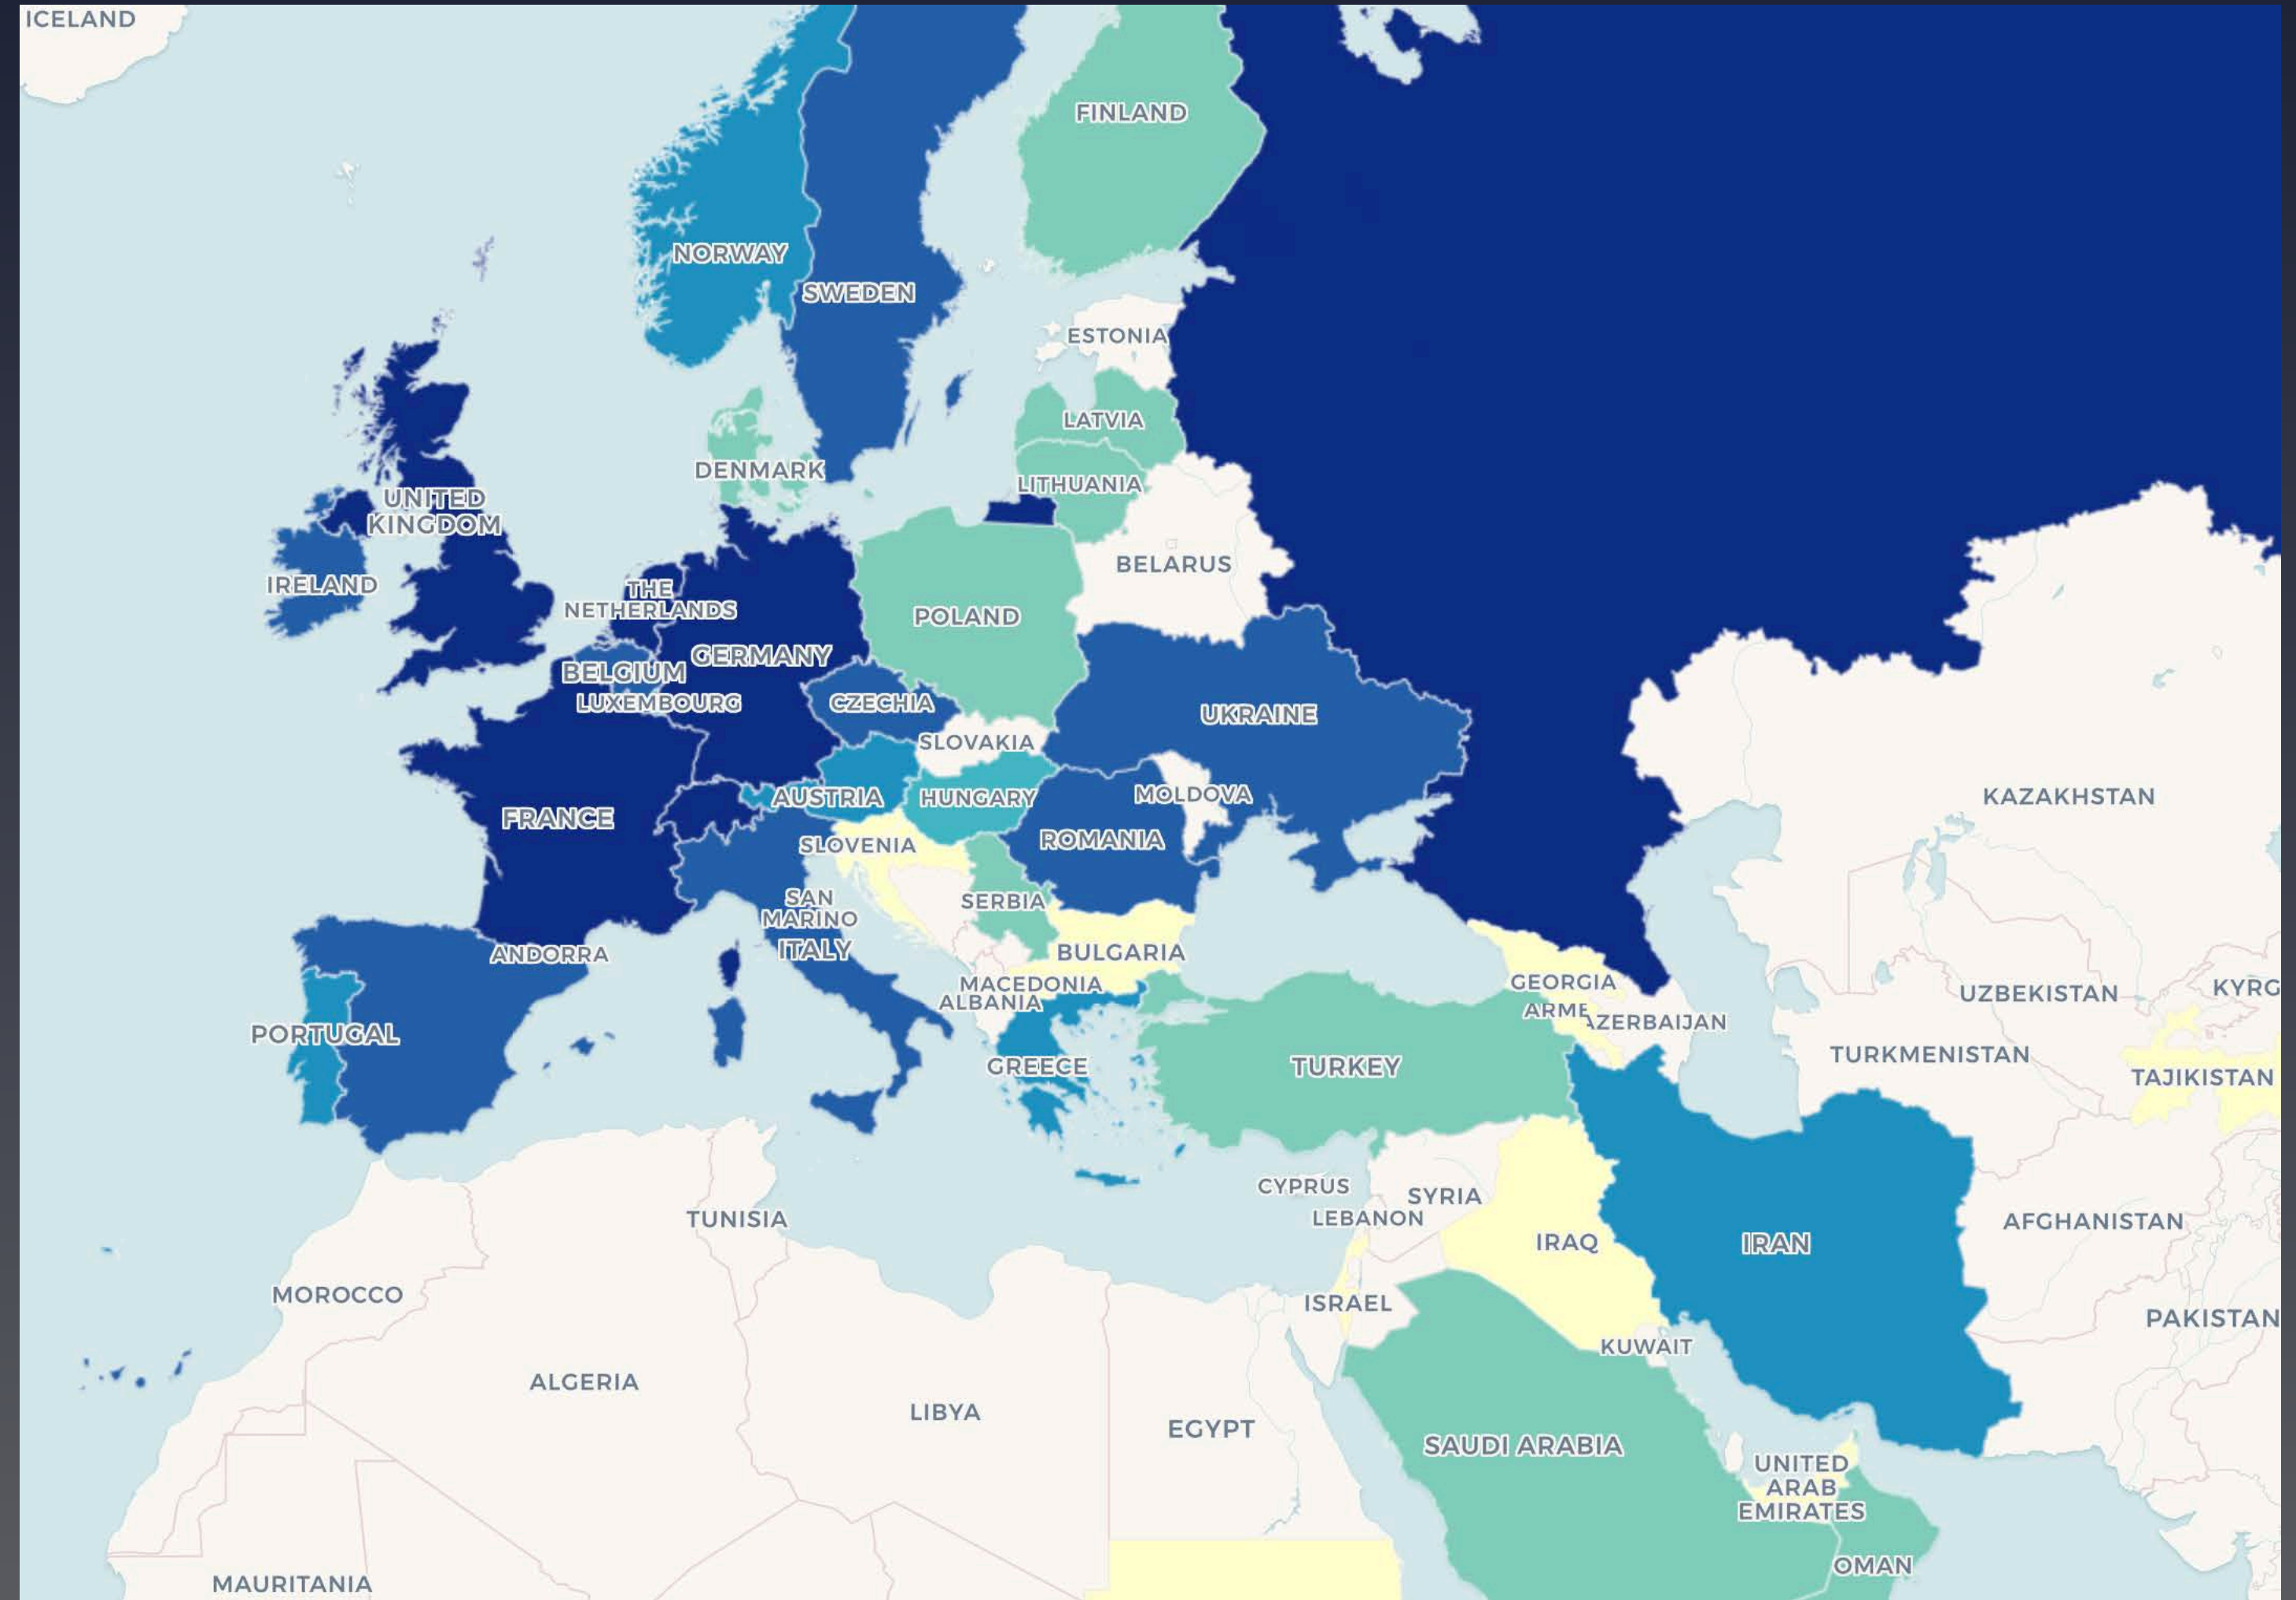 ICELAND
FINLAND
NORWAY
SWEDEN
ESTONIA
LATVIA
DENMARK
LITHUANIA
UNITED
KINGDOM
BELARUS
IRELAND
THE
NETHERLANDS
POLAND
GERMANY
BELGIUM
LUXEMBOURG
CZECHIA
UKRAINE
SLOVAKIA
MOLDOVA
KAZAKHSTAN
AUSTRIA
HUNGARY
FRANCE
ROMANIA
SLOVENIA
SAN
MARINO
SERBIA
ITALY
ANDORRA
BULGARIA
MACEDONIA
ALBANIA
GEORGIA
ARME
AZERBAIJAN
UZBEKISTAN
KYRG
PORTUGAL
GREECE
TURKEY
TURKMENISTAN
TAJIKISTAN
CYPRUS
SYRIA
LEBANON
TUNISIA
IRAQ
IRAN
AFGHANISTAN
MOROCCO
ISRAEL
PAKISTAN
KUWAIT
ALGERIA
LIBYA
EGYPT
SAUDI ARABIA
UNITED
ARAB
EMIRATES
OMAN
MAURITANIA